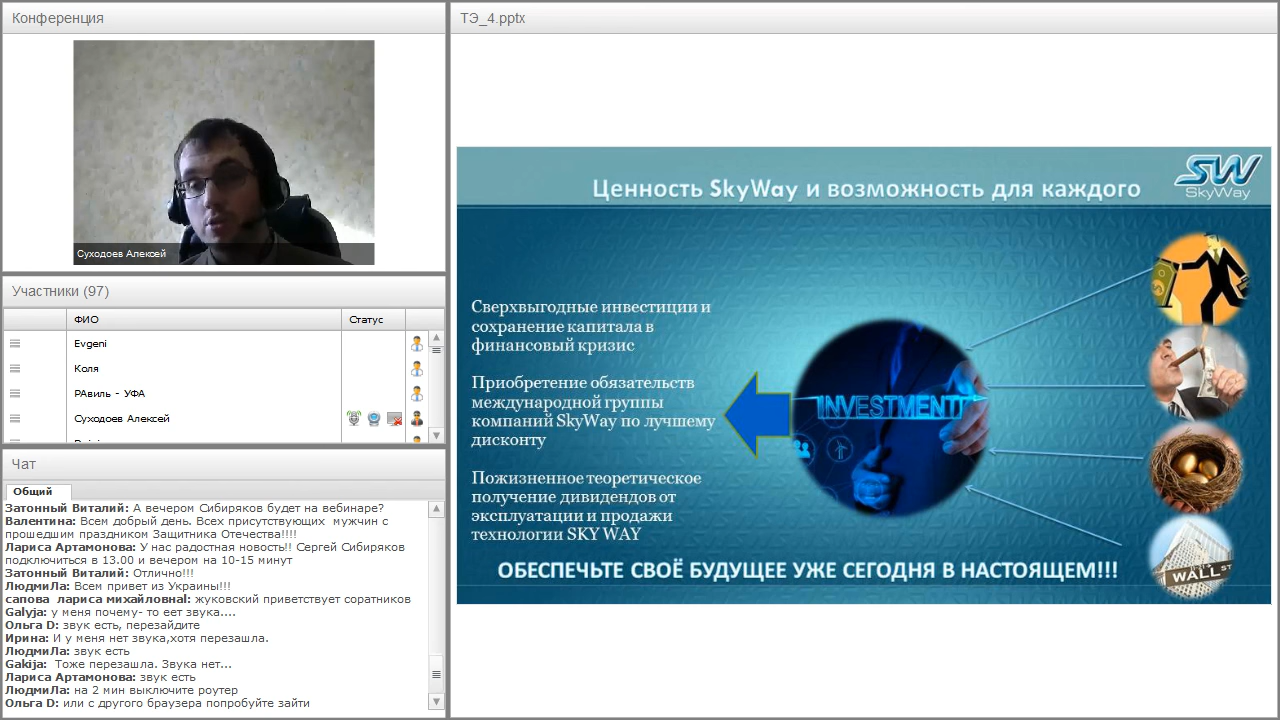 Конференция
Суходоев Алексей
Участники (97)
ФИО
Статус
Evgeni
Коля
РАвиль - УФА
Суходоев Алексей
Чат
Общий
Затонный Виталий: А вечером Сибиряков будет на вебинаре?
Валентина: Всем добрый день. Всех присутствующих мужчин с
прошедшим праздником Защитника Отечества!!!!
Лариса Артамонова: У нас радостная новость!! Сергей Сибиряков
подключиться в 13.00 и вечером на 10-15 минут
Затонный Виталий: Отлично!!!
ЛюдмиЛа: Всем привет из Украины!!!
сапова лариса михайловнаl: жуковский приветствует соратников
Galyja: у меня почему- то еет звука....
Ольга D: звук есть, перезайдите
Ирина: И у меня нет звука,хотя перезашла.
ЛюдмиЛа: звук есть
Gakija: Тоже перезашла. Звука нет...
Лариса Артамонова: звук есть
ЛюдмиЛа: на 2 мин выключите роутер
Ольга D: или с другого браузера попробуйте зайти
ТЭ_4.pptx
Ценность SkyWay и возможность для каждого
SW
SkyWay
Сверхвыгодные инвестиции и
сохранение капитала в
финансовый кризис
Приобретение обязательств
международной группы
компаний SkyWay по лучшему
дисконту
Пожизненное теоретическое
получение дивидендов от
эксплуатации и продажи
технологии SKY WAY
INVESTMENT
WALL ST
ОБЕСПЕЧЬТЕ СВОЁ БУДУЩЕЕ УЖЕ СЕГОДНЯ В НАСТОЯЩЕМ!!!